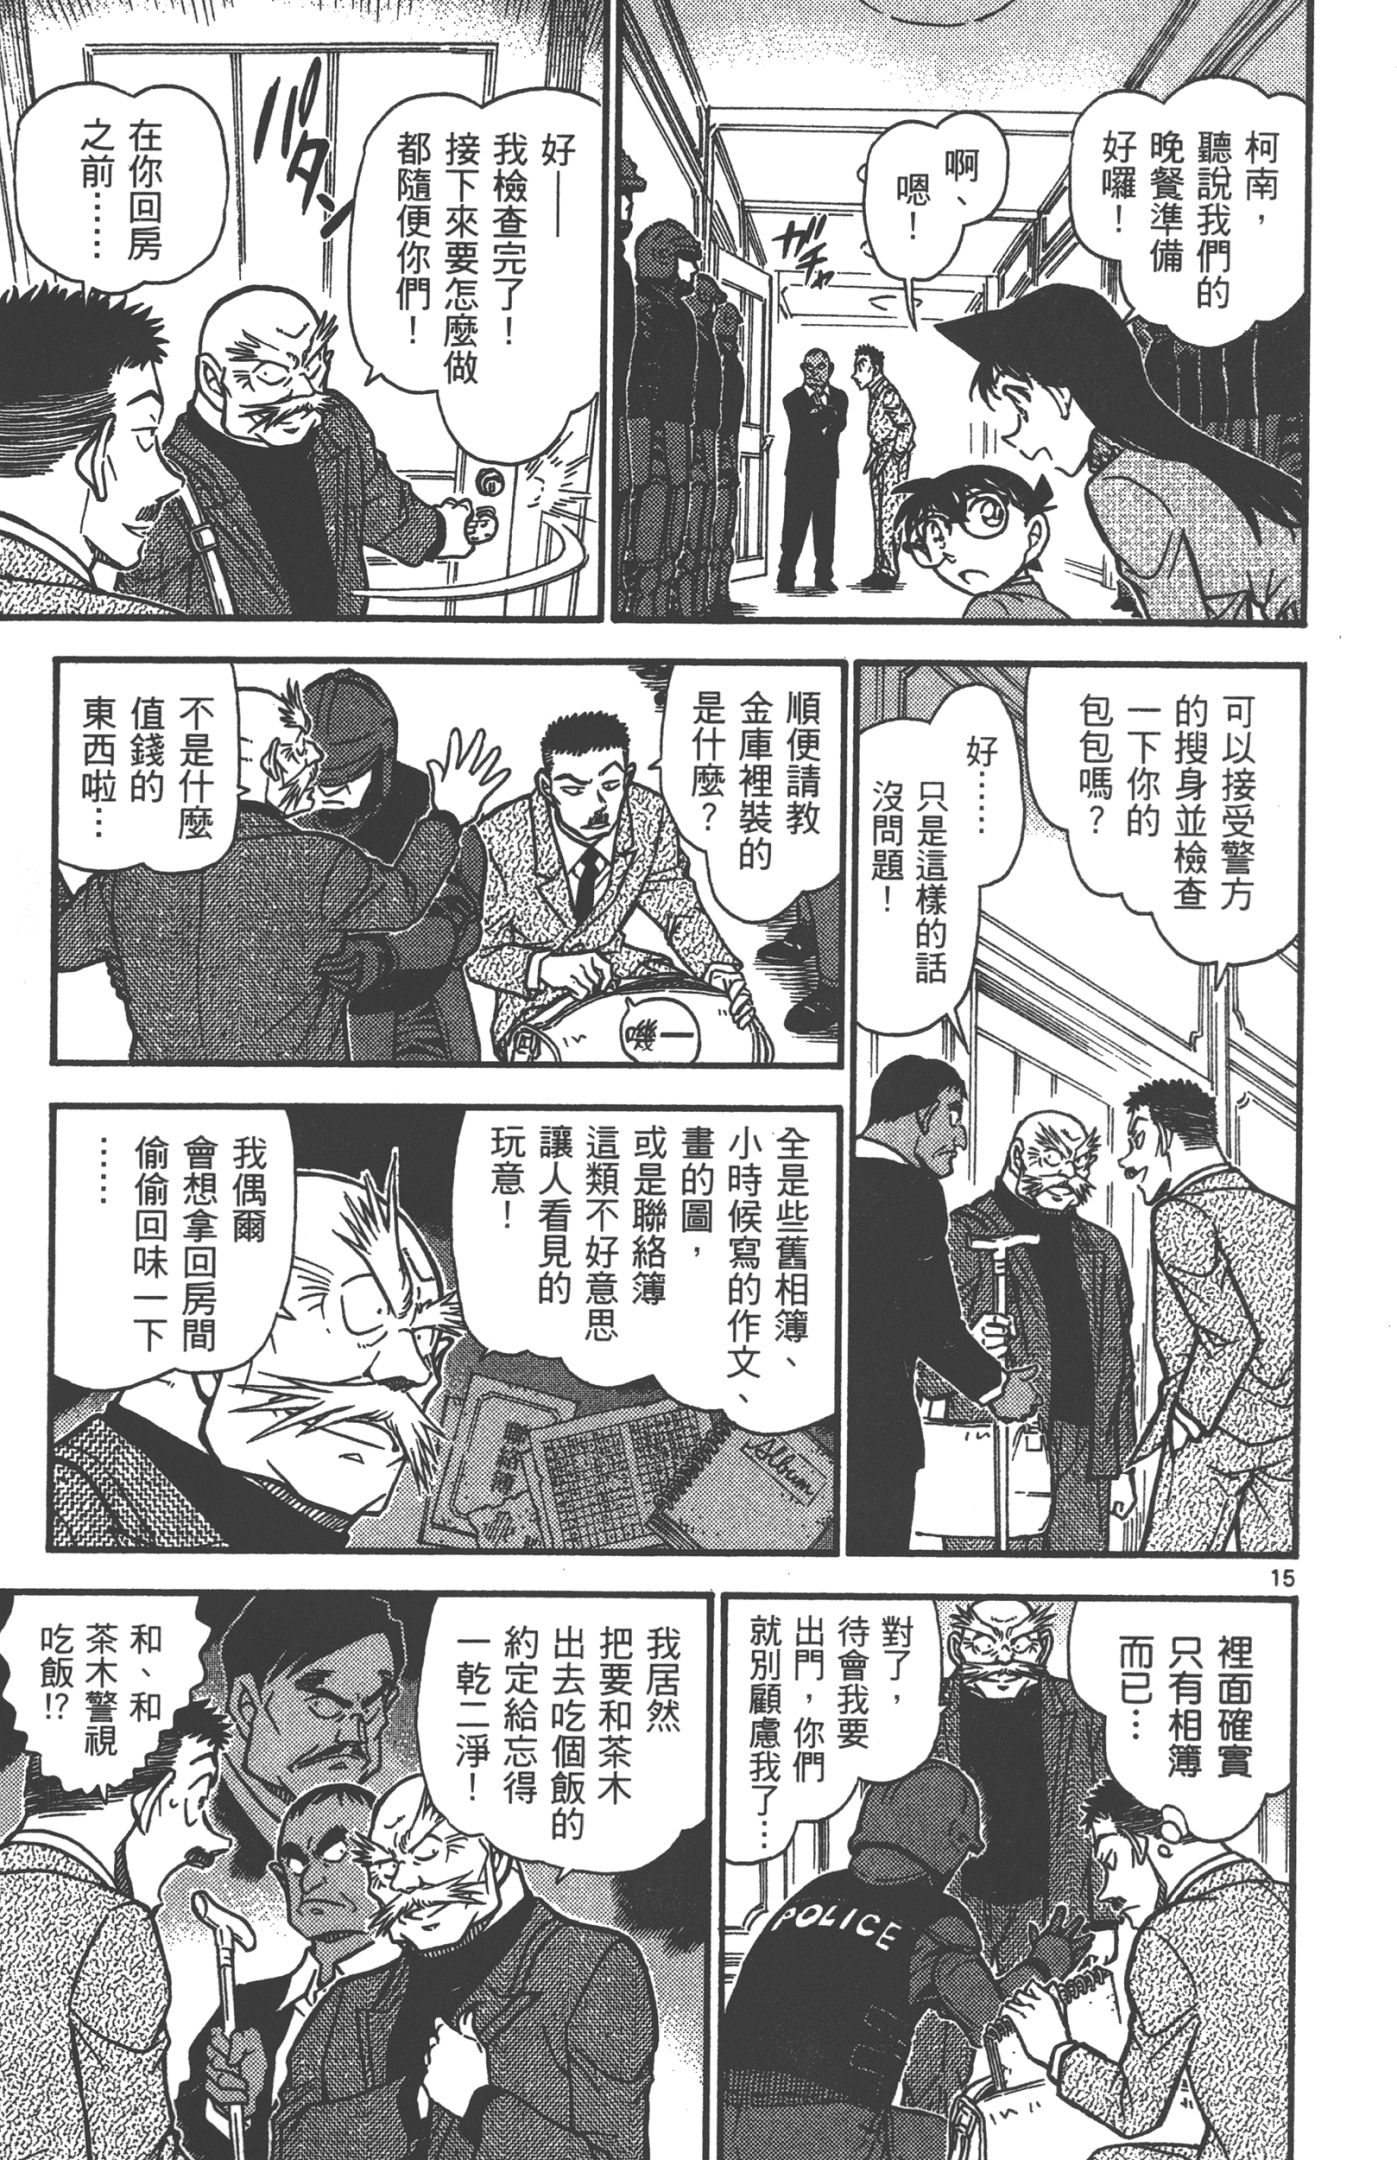 柯南，
聽說我們的
晚餐準備
好囉！
啊、
嗯！
ガチャ
好——
我檢查完了！
接下來要怎麼做
都隨便你們！
バタン
在你回房
之前……
可以接受警方
的搜身並檢查
一下你的
包包嗎？
好……
只是這樣的話
沒問題！
順便請教
金庫裡裝的
是什麼？
嘰—
不是什麼
值錢的
東西啦…
全是些舊相簿、
小時候寫的作文、
畫的圖，
或是聯絡簿
這類不好意思
讓人看見的
玩意！
Album
我偶爾
會想拿回房間
偷偷回味一下
……
15
裡面確實
只有相簿
而已…
對了，
待會我要
出門，你們
就別顧慮我了…
POLICE
我居然
把要和茶木
出去吃個飯的
約定給忘得
一乾二淨！
和、和
茶木警視
吃飯!?